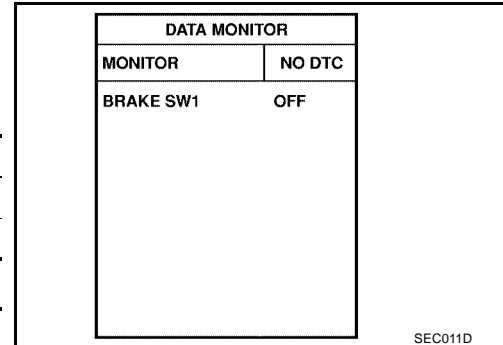 DATA MONITOR
MONITOR NO DTC
BRAKE SW1 OFF
SEC011D